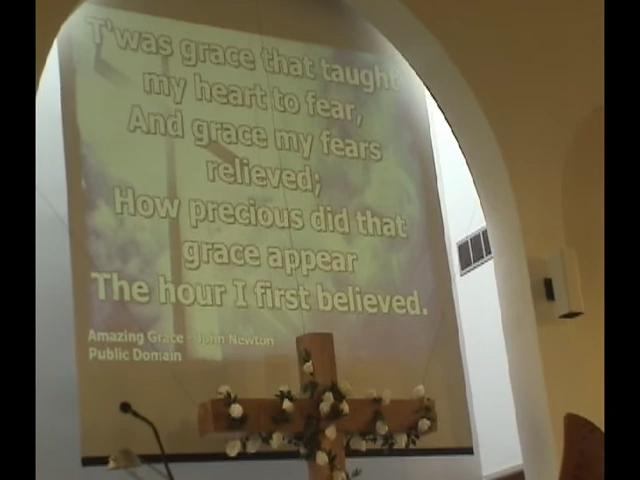 T'was grace that taught
my heart to fear,
And grace my fears
relieved;
How precious did that
grace appear
The hour I first believed.
Amazing Grace - John Newton
Public Domain